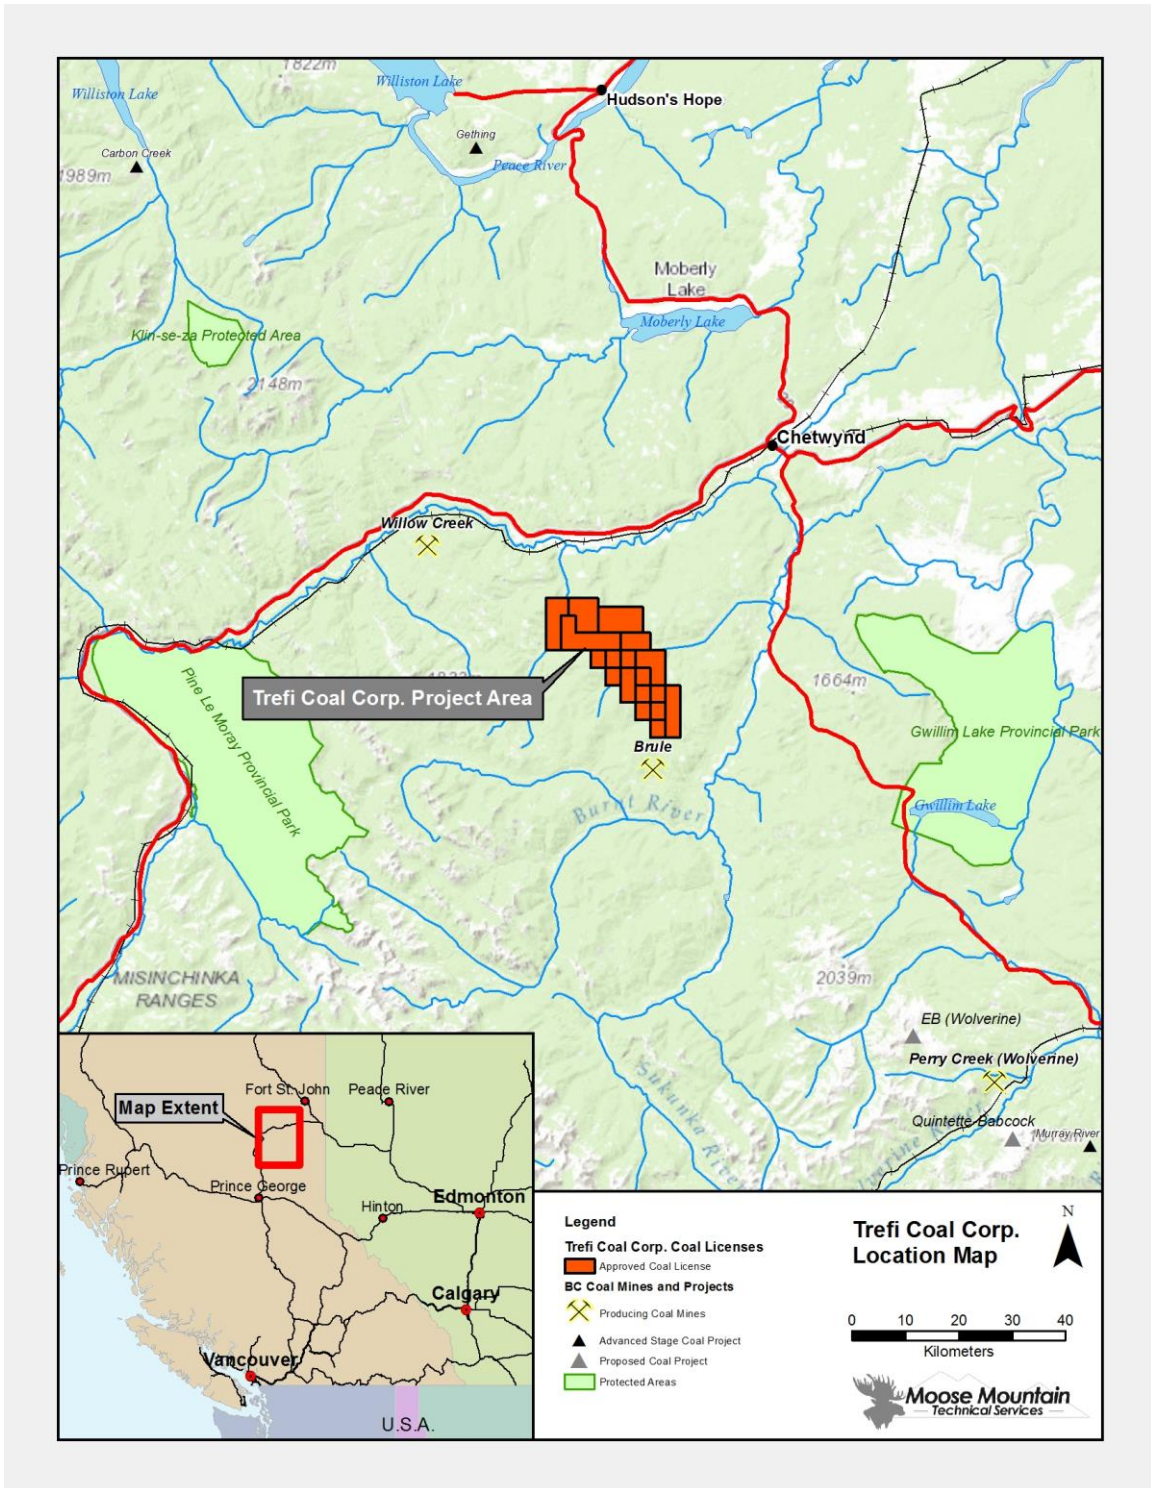 1822m
Williston Lake
Williston Lake
Hudson's Hope
Gething
Carbon Creek
Peace River
1989m
Moberly
Lake
Moberly Lake
Klin-se-za Protected Area
2148m
Chetwynd
Willow Creek
Pine Le Moray Provincial Park
1664m
Trefi Coal Corp. Project Area
Gwillim Lake Provincial Park
Brule
Burnt River
Gwillim Lake
MISINCHINKA
RANGES
2039m
EB (Wolverine)
Perry Creek (Wolverine)
Sukunka River
Quintette-Babcock
Murray River
Fort St. John
Peace River
Map Extent
Prince Rupert
Prince George
Hinton
Edmonton
Calgary
Vancouver
U.S.A.
Legend
Trefi Coal Corp. Coal Licenses
Approved Coal License
BC Coal Mines and Projects
Producing Coal Mines
Advanced Stage Coal Project
Proposed Coal Project
Protected Areas
Trefi Coal Corp.
Location Map
N
0 10 20 30 40
Kilometers
Moose Mountain
Technical Services